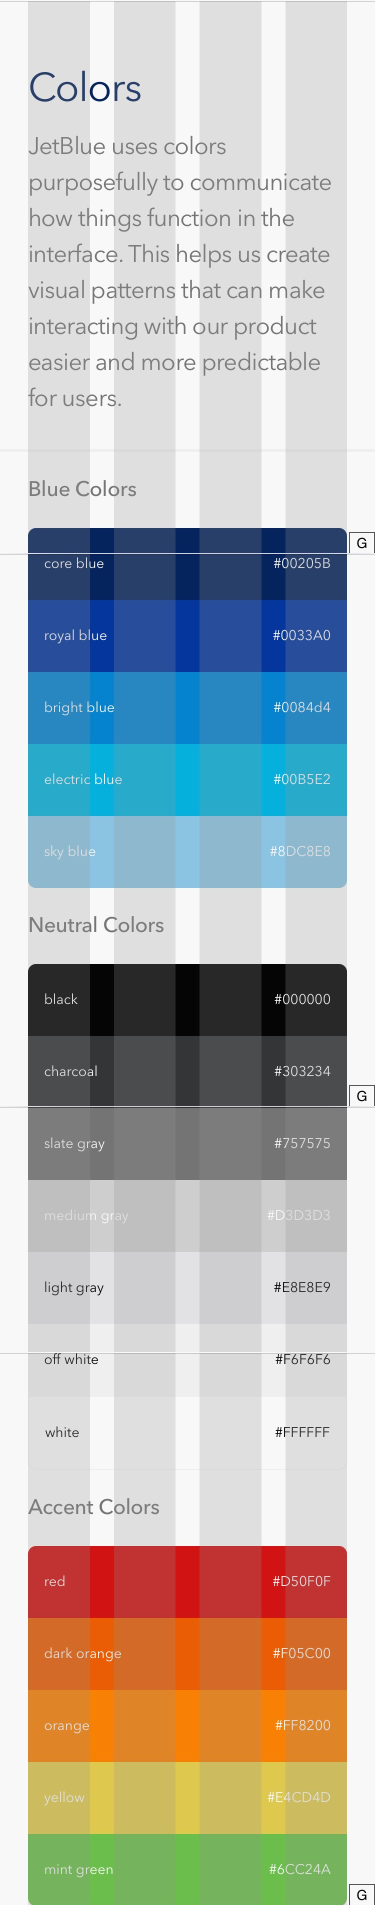 Colors
JetBlue uses colors
purposefully to communicate
how things function in the
interface. This helps us create
visual patterns that can make
interacting with our product
easier and more predictable
for users.
Blue Colors
G
core blue #00205B
royal blue #0033A0
bright blue #0084d4
electric blue #00B5E2
sky blue #8DC8E8
Neutral Colors
black #000000
charcoal #303234
G
slate gray #757575
medium gray #D3D3D3
light gray #E8E8E9
off white #F6F6F6
white #FFFFFF
Accent Colors
red #D50F0F
dark orange #F05C00
orange #FF8200
yellow #E4CD4D
mint green #6CC24A
G